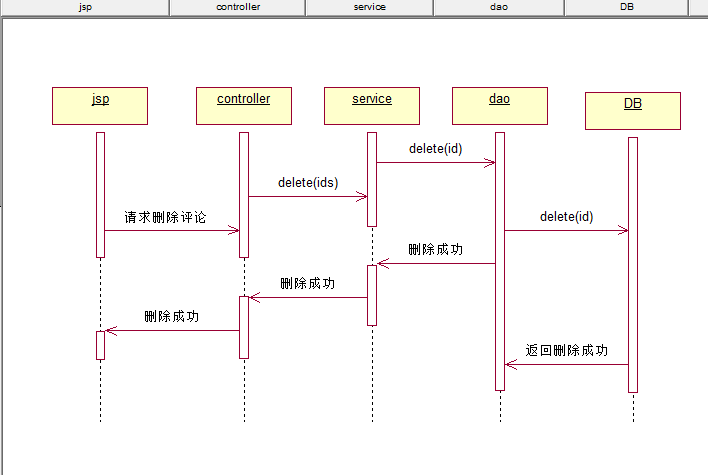 jsp
controller
service
dao
DB
jsp
controller
service
dao
DB
delete(id)
delete(ids)
请求删除评论
delete(id)
删除成功
删除成功
删除成功
返回删除成功